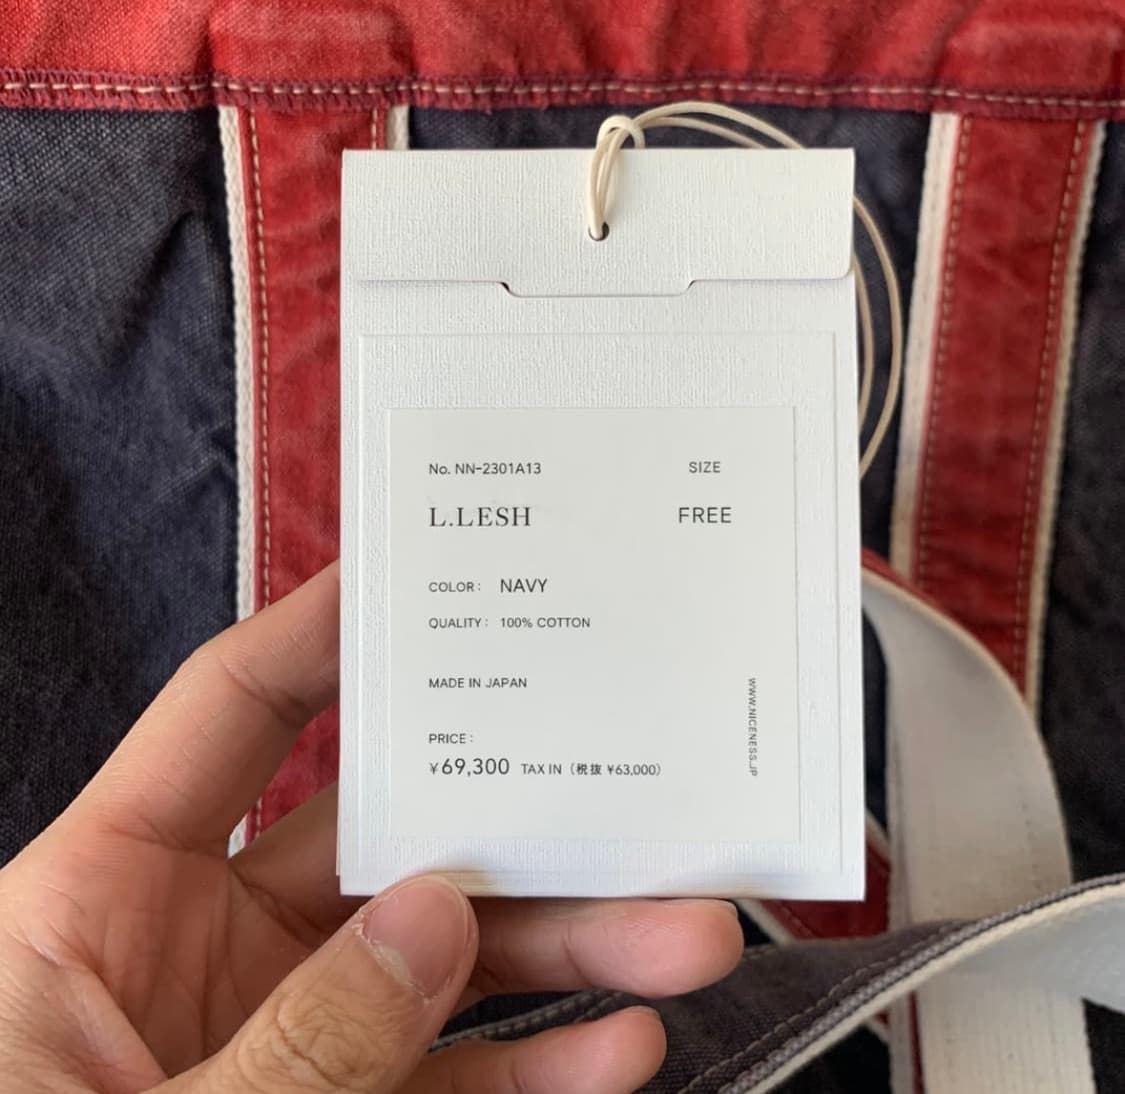 No. NN-2301A13 SIZE
L.LESH FREE
COLOR : NAVY
QUALITY : 100% COTTON
MADE IN JAPAN
PRICE :
¥69,300 TAX IN (税抜 ¥63,000)
WWW.NICENESS.JP